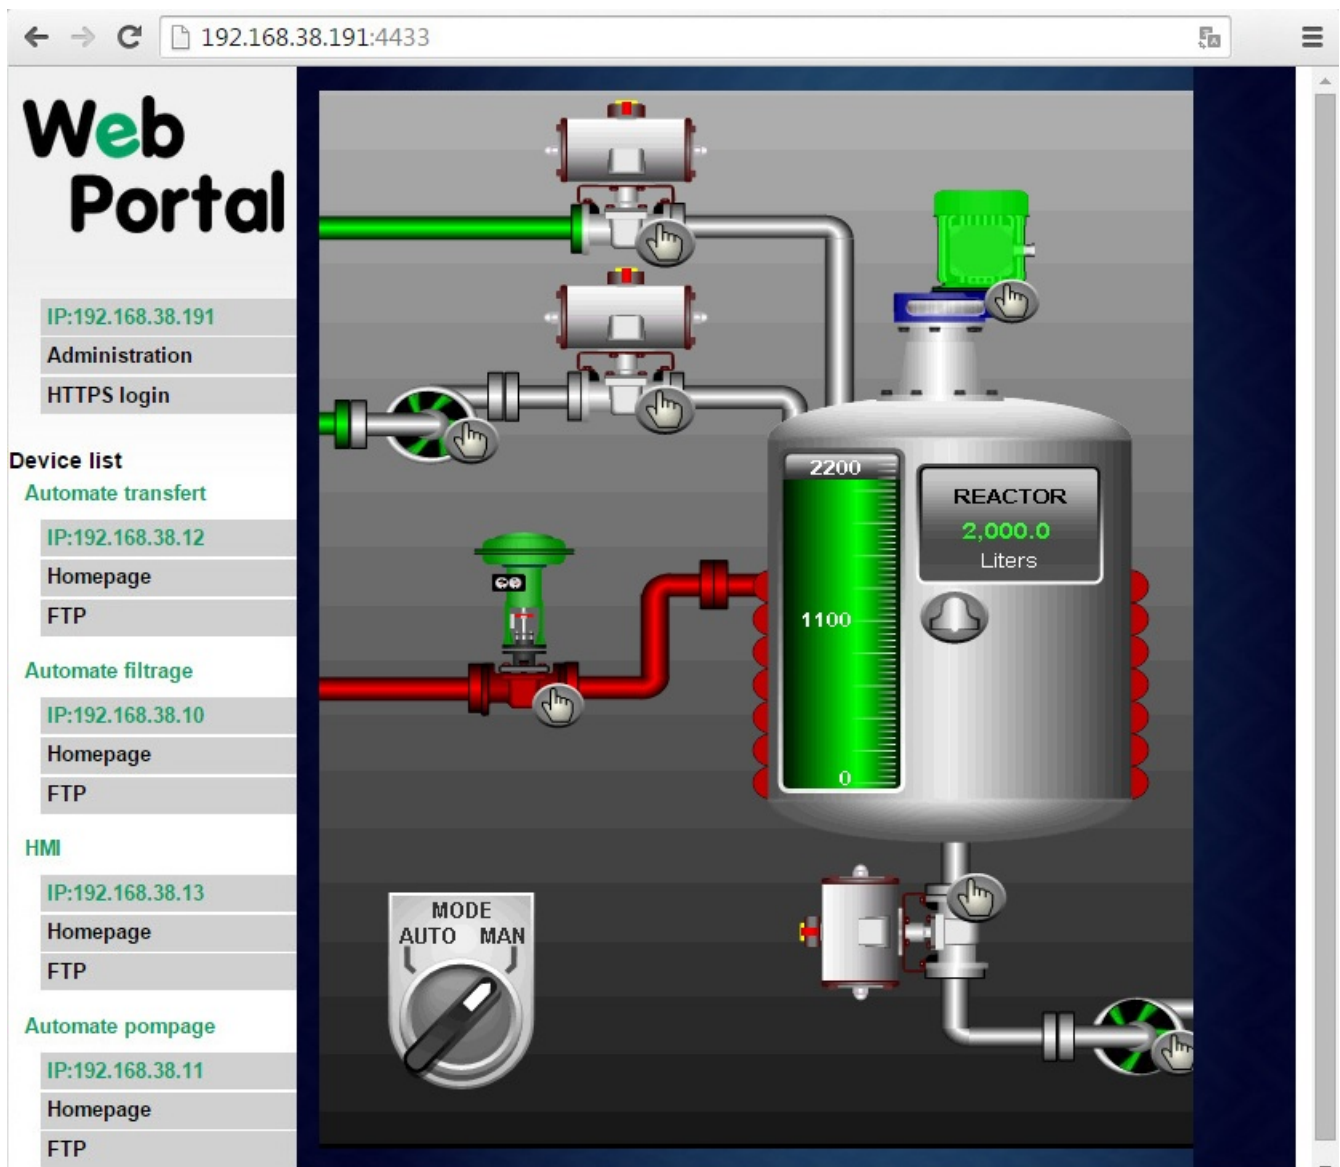 192.168.38.191:4433
Web
Portal
IP:192.168.38.191
Administration
HTTPS login
Device list
Automate transfert
IP:192.168.38.12
Homepage
FTP
Automate filtrage
IP:192.168.38.10
Homepage
FTP
HMI
IP:192.168.38.13
Homepage
FTP
Automate pompage
IP:192.168.38.11
Homepage
FTP
2200
1100
0
REACTOR
2,000.0
Liters
MODE
AUTO MAN